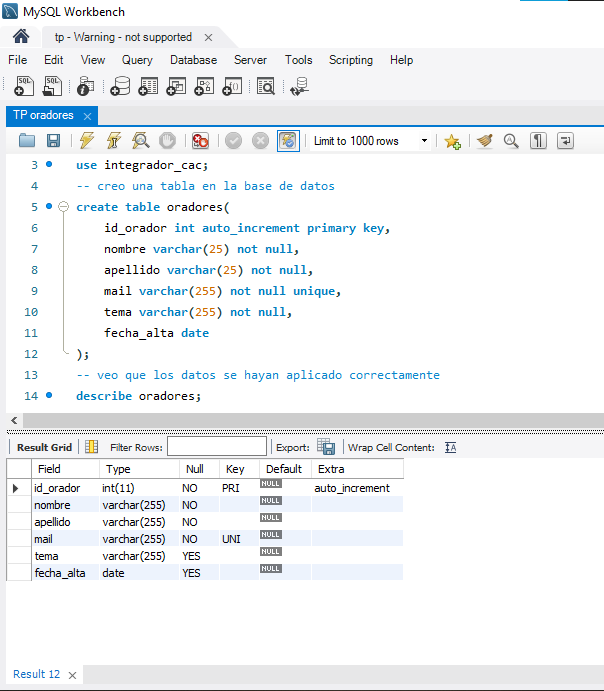 MySQL Workbench
tp - Warning - not supported
File Edit View Query Database Server Tools Scripting Help
TP oradores
Limit to 1000 rows
3 use integrador_cac;
4 -- creo una tabla en la base de datos
5 create table oradores(
6 id_orador int auto_increment primary key,
7 nombre varchar(25) not null,
8 apellido varchar(25) not null,
9 mail varchar(255) not null unique,
10 tema varchar(255) not null,
11 fecha_alta date
12 );
13 -- veo que los datos se hayan aplicado correctamente
14 describe oradores;
Result Grid Filter Rows: Export: Wrap Cell Content:
Field Type Null Key Default Extra
id_orador int(11) NO PRI NULL auto_increment
nombre varchar(255) NO NULL
apellido varchar(255) NO NULL
mail varchar(255) NO UNI NULL
tema varchar(255) YES NULL
fecha_alta date YES NULL
Result 12